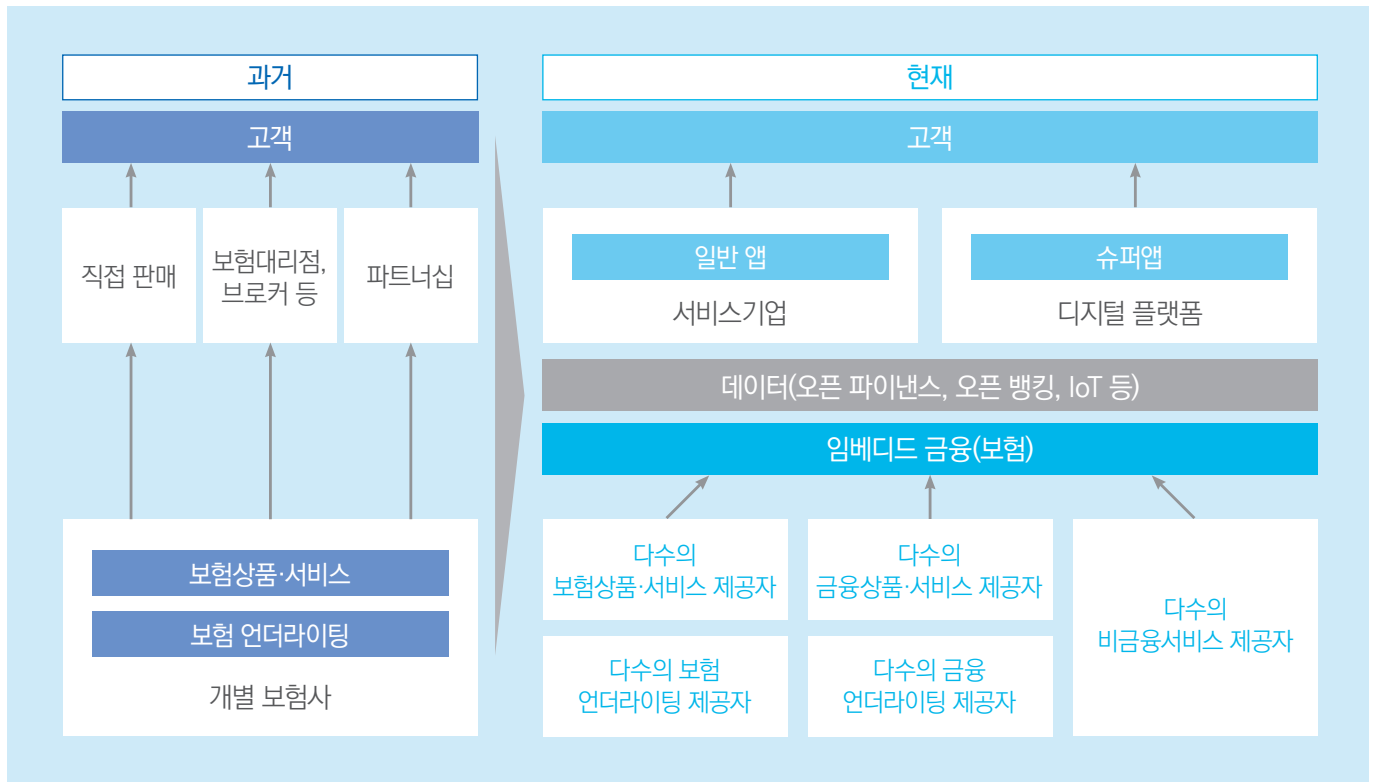 과거
고객
직접 판매
보험대리점,
브로커 등
파트너십
보험상품·서비스
보험 언더라이팅
개별 보험사
현재
고객
일반 앱
서비스기업
슈퍼앱
디지털 플랫폼
데이터(오픈 파이낸스, 오픈 뱅킹, IoT 등)
임베디드 금융(보험)
다수의
보험상품·서비스 제공자
다수의
금융상품·서비스 제공자
다수의
비금융서비스 제공자
다수의 보험
언더라이팅 제공자
다수의 금융
언더라이팅 제공자